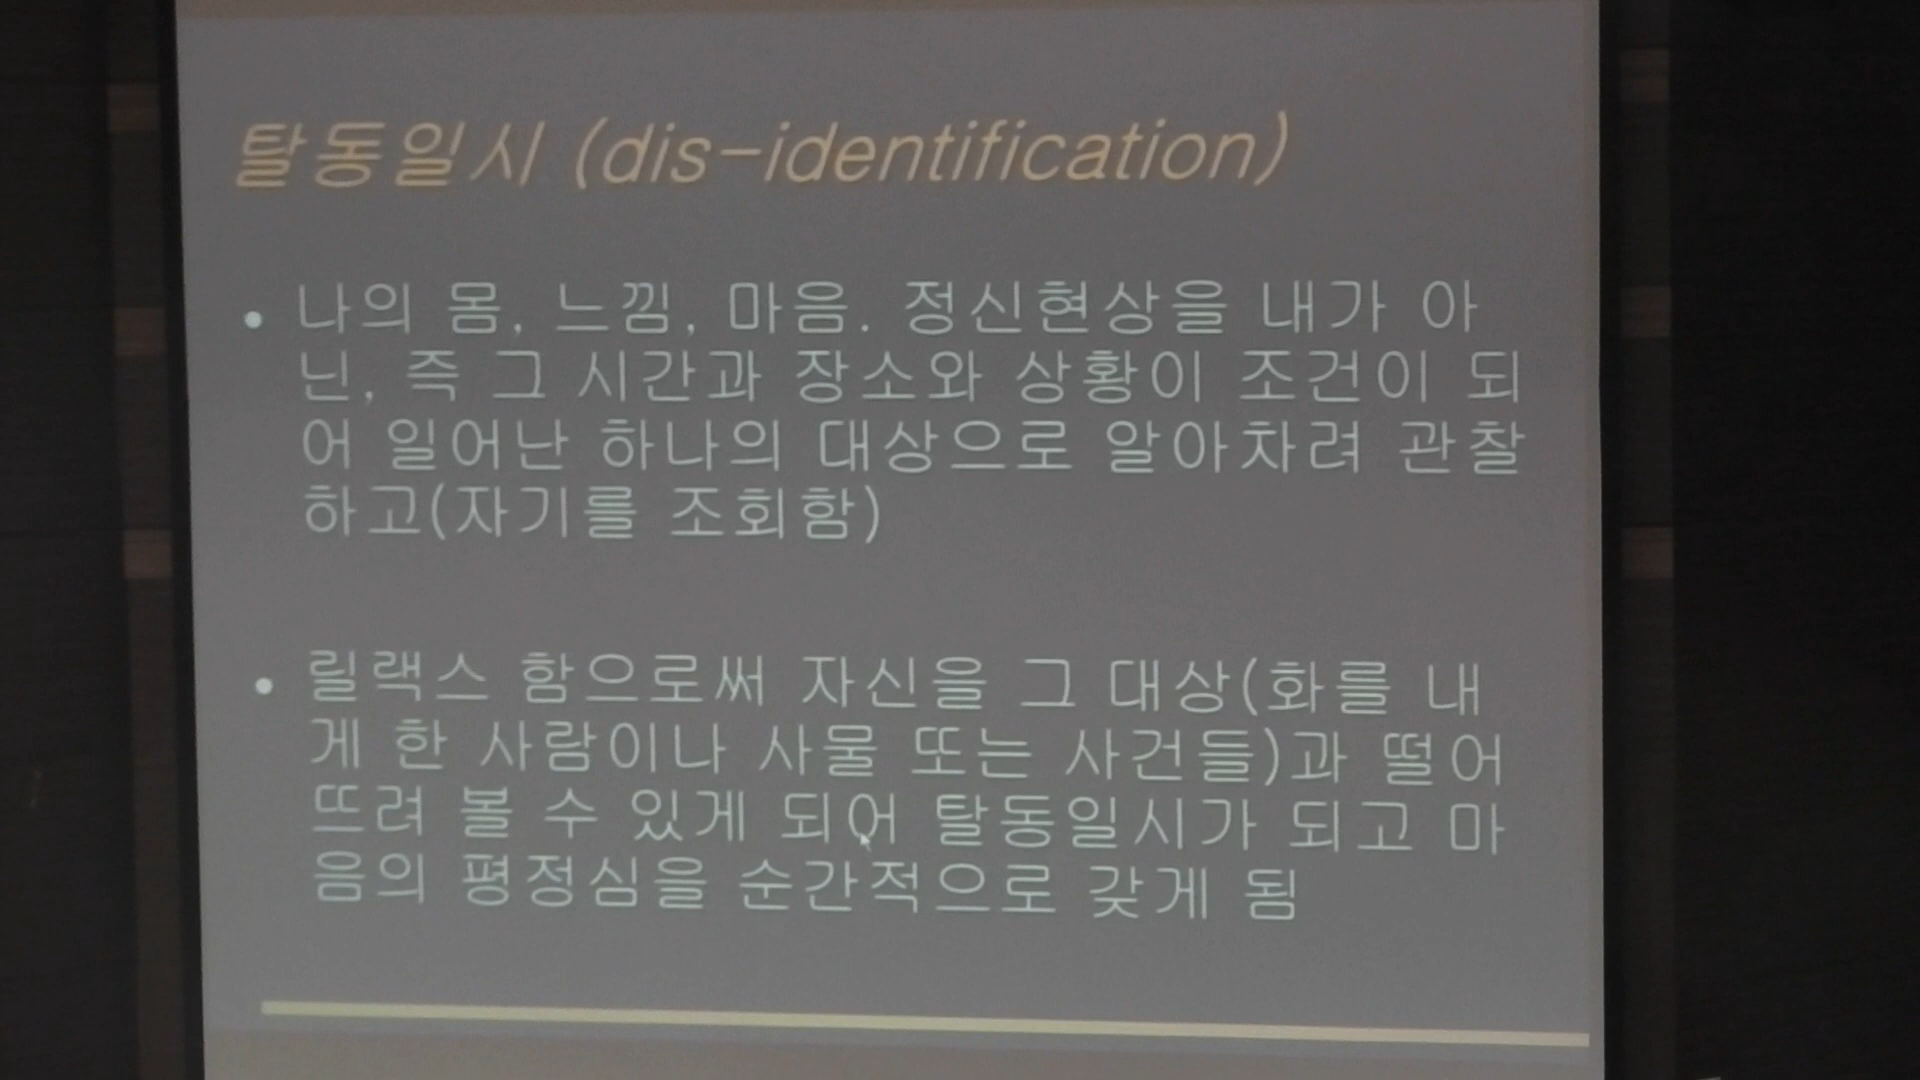 탈동일시 (dis-identification)
• 나의 몸, 느낌, 마음. 정신현상을 내가 아
닌, 즉 그 시간과 장소와 상황이 조건이 되
어 일어난 하나의 대상으로 알아차려 관찰
하고(자기를 조회함)
• 릴랙스 함으로써 자신을 그 대상(화를 내
게 한 사람이나 사물 또는 사건들)과 떨어
뜨려 볼 수 있게 되어 탈동일시가 되고 마
음의 평정심을 순간적으로 갖게 됨